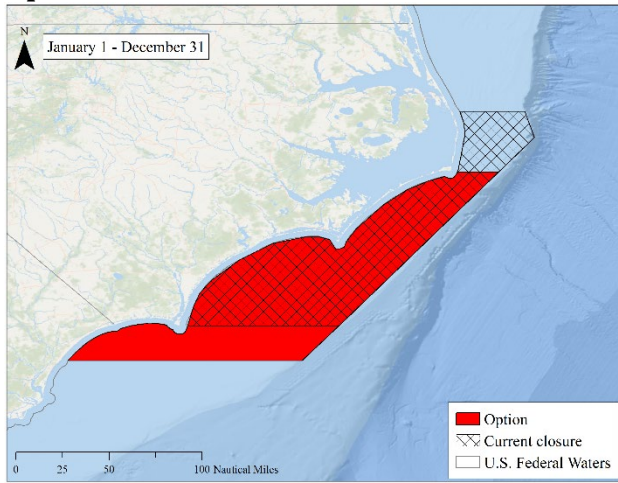 N
January 1 - December 31
Option
Current closure
U.S. Federal Waters
0 25 50 100 Nautical Miles